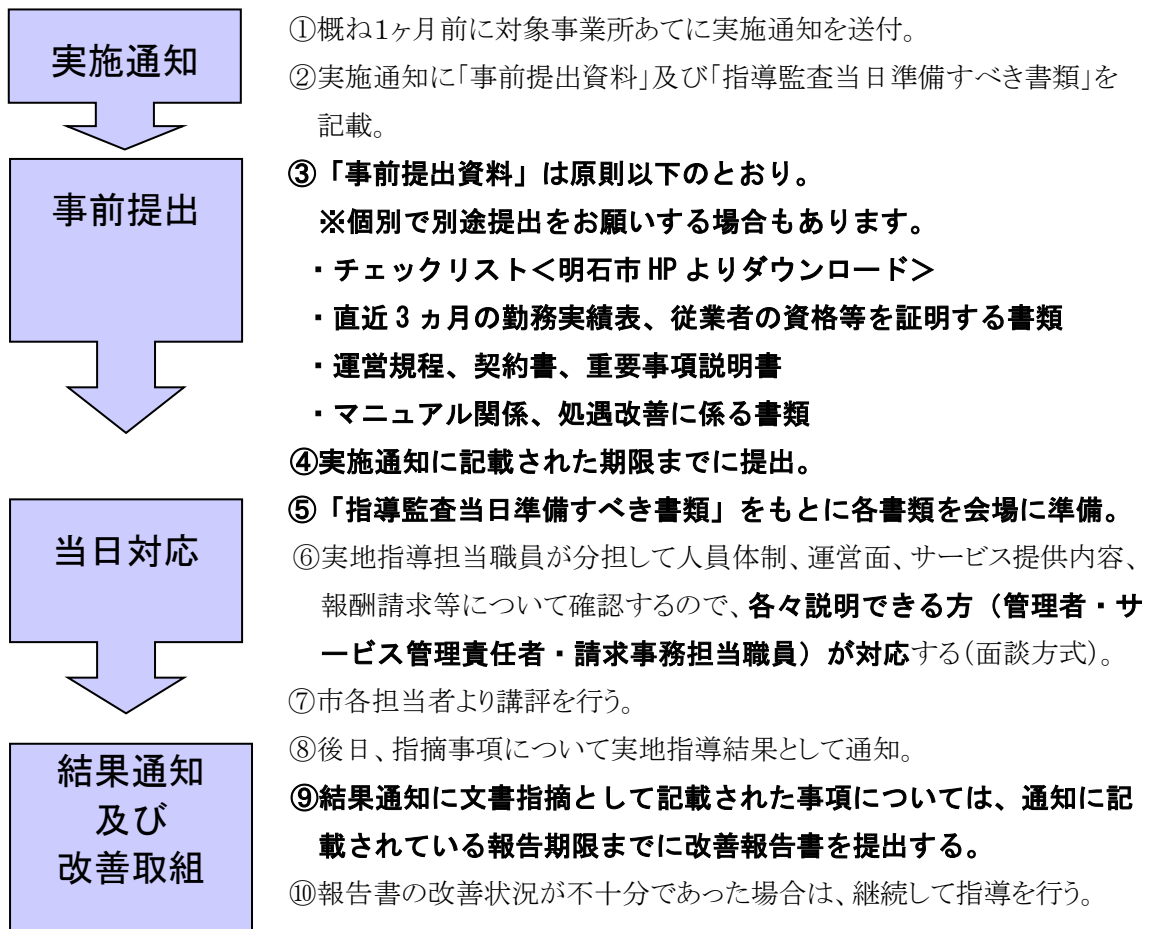 実施通知
①概ね1ヶ月前に対象事業所あてに実施通知を送付。
②実施通知に「事前提出資料」及び「指導監査当日準備すべき書類」を
記載。
事前提出
③「事前提出資料」は原則以下のとおり。
※個別で別途提出をお願いする場合もあります。
・チェックリスト＜明石市 HP よりダウンロード＞
・直近 3 ヵ月の勤務実績表、従業者の資格等を証明する書類
・運営規程、契約書、重要事項説明書
・マニュアル関係、処遇改善に係る書類
④実施通知に記載された期限までに提出。
当日対応
⑤「指導監査当日準備すべき書類」をもとに各書類を会場に準備。
⑥実地指導担当職員が分担して人員体制、運営面、サービス提供内容、
報酬請求等について確認するので、各々説明できる方（管理者・サ
ービス管理責任者・請求事務担当職員）が対応する(面談方式)。
⑦市各担当者より講評を行う。
結果通知
及び
改善取組
⑧後日、指摘事項について実地指導結果として通知。
⑨結果通知に文書指摘として記載された事項については、通知に記
載されている報告期限までに改善報告書を提出する。
⑩報告書の改善状況が不十分であった場合は、継続して指導を行う。